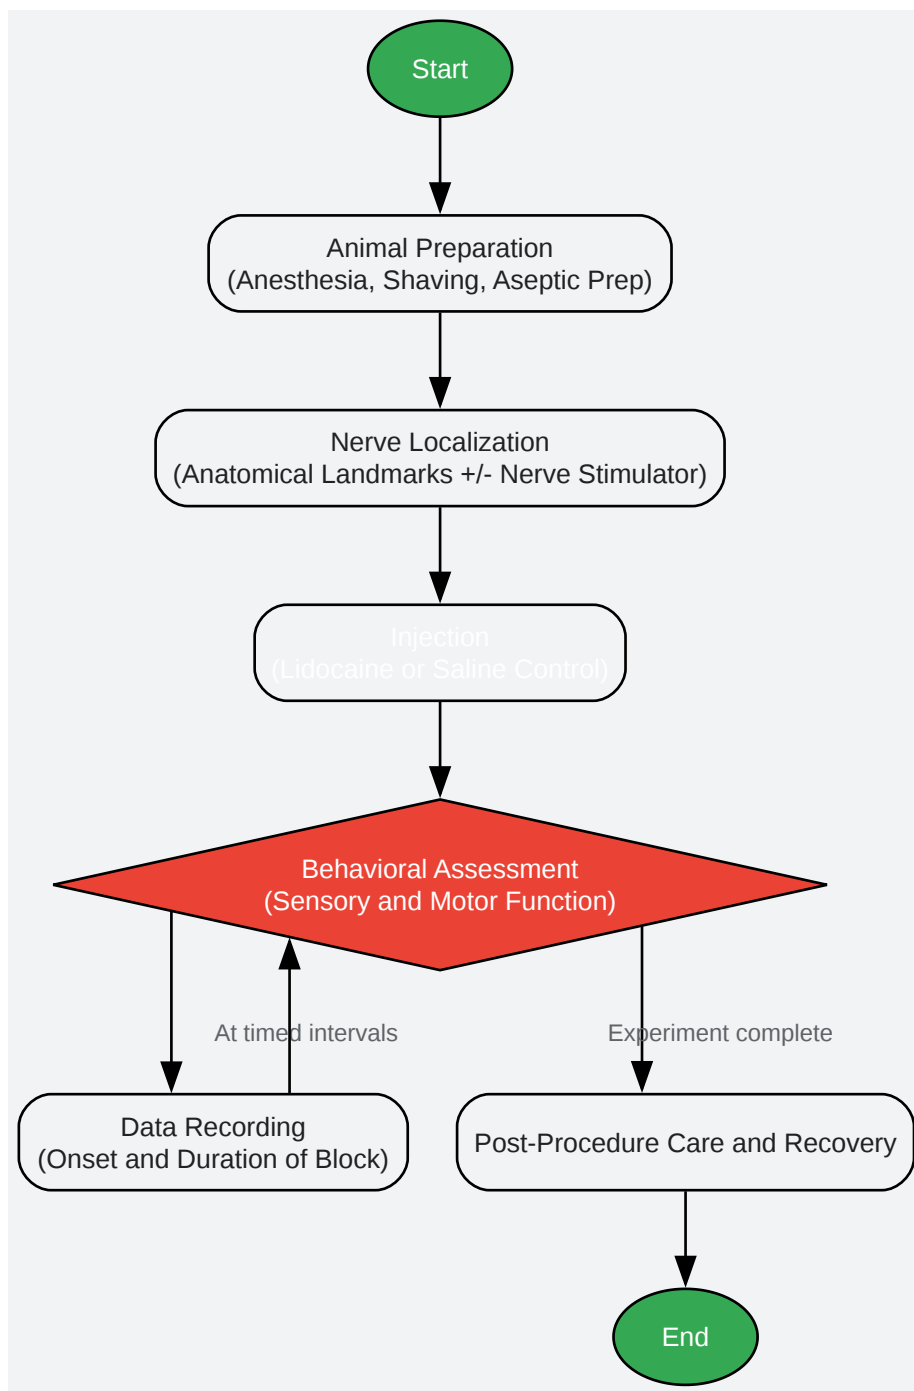 Start
Animal Preparation
(Anesthesia, Shaving, Aseptic Prep)
Nerve Localization
(Anatomical Landmarks +/- Nerve Stimulator)
Injection
(Lidocaine or Saline Control)
Behavioral Assessment
(Sensory and Motor Function)
At timed intervals
Experiment complete
Data Recording
(Onset and Duration of Block)
Post-Procedure Care and Recovery
End